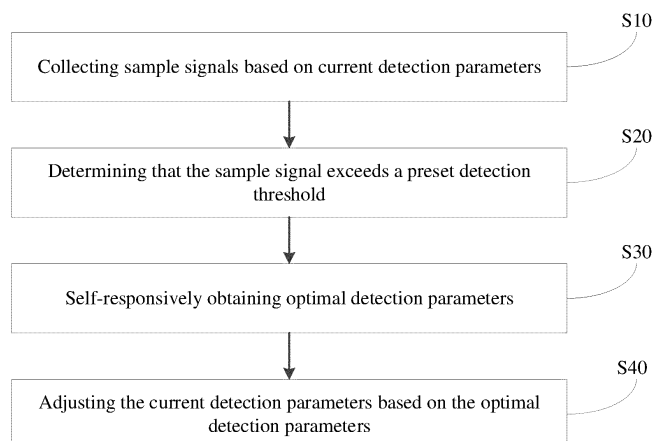 S10
Collecting sample signals based on current detection parameters
S20
Determining that the sample signal exceeds a preset detection
threshold
S30
Self-responsively obtaining optimal detection parameters
S40
Adjusting the current detection parameters based on the optimal
detection parameters